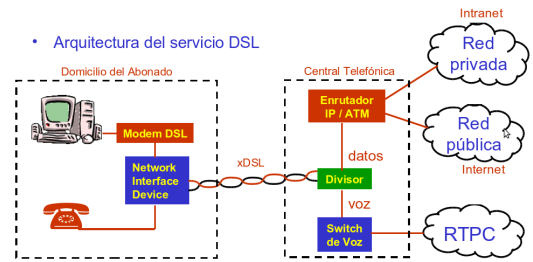 Intranet
• Arquitectura del servicio DSL
Red
privada
Domicilio del Abonado
Central Telefónica
Enrutador
IP / ATM
Modem DSL
Red
pública
Internet
datos
Network
Interface
Device
xDSL
Divisor
voz
Switch
de Voz
RTPC